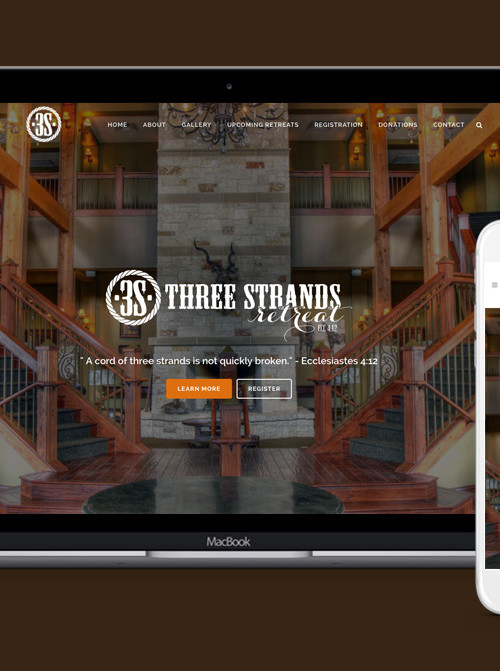 3S
HOME ABOUT GALLERY UPCOMING RETREATS REGISTRATION DONATIONS CONTACT
3S THREE STRANDS
retreat
ECC 4:12
" A cord of three strands is not quickly broken." - Ecclesiastes 4:12
LEARN MORE REGISTER
MacBook